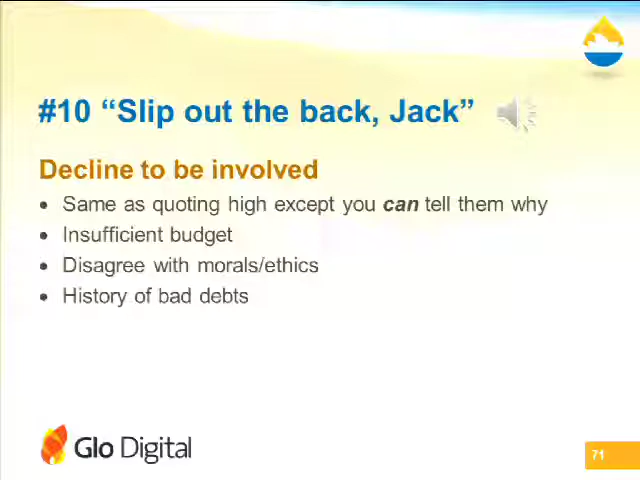 #10 “Slip out the back, Jack”
Decline to be involved
• Same as quoting high except you can tell them why
• Insufficient budget
• Disagree with morals/ethics
• History of bad debts
Glo Digital
71